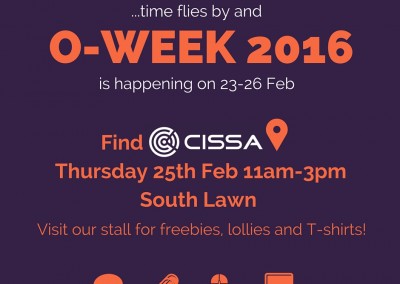 ...time flies by and
O-WEEK 2016
is happening on 23-26 Feb
Find CISSA
Thursday 25th Feb 11am-3pm
South Lawn
Visit our stall for freebies, lollies and T-shirts!